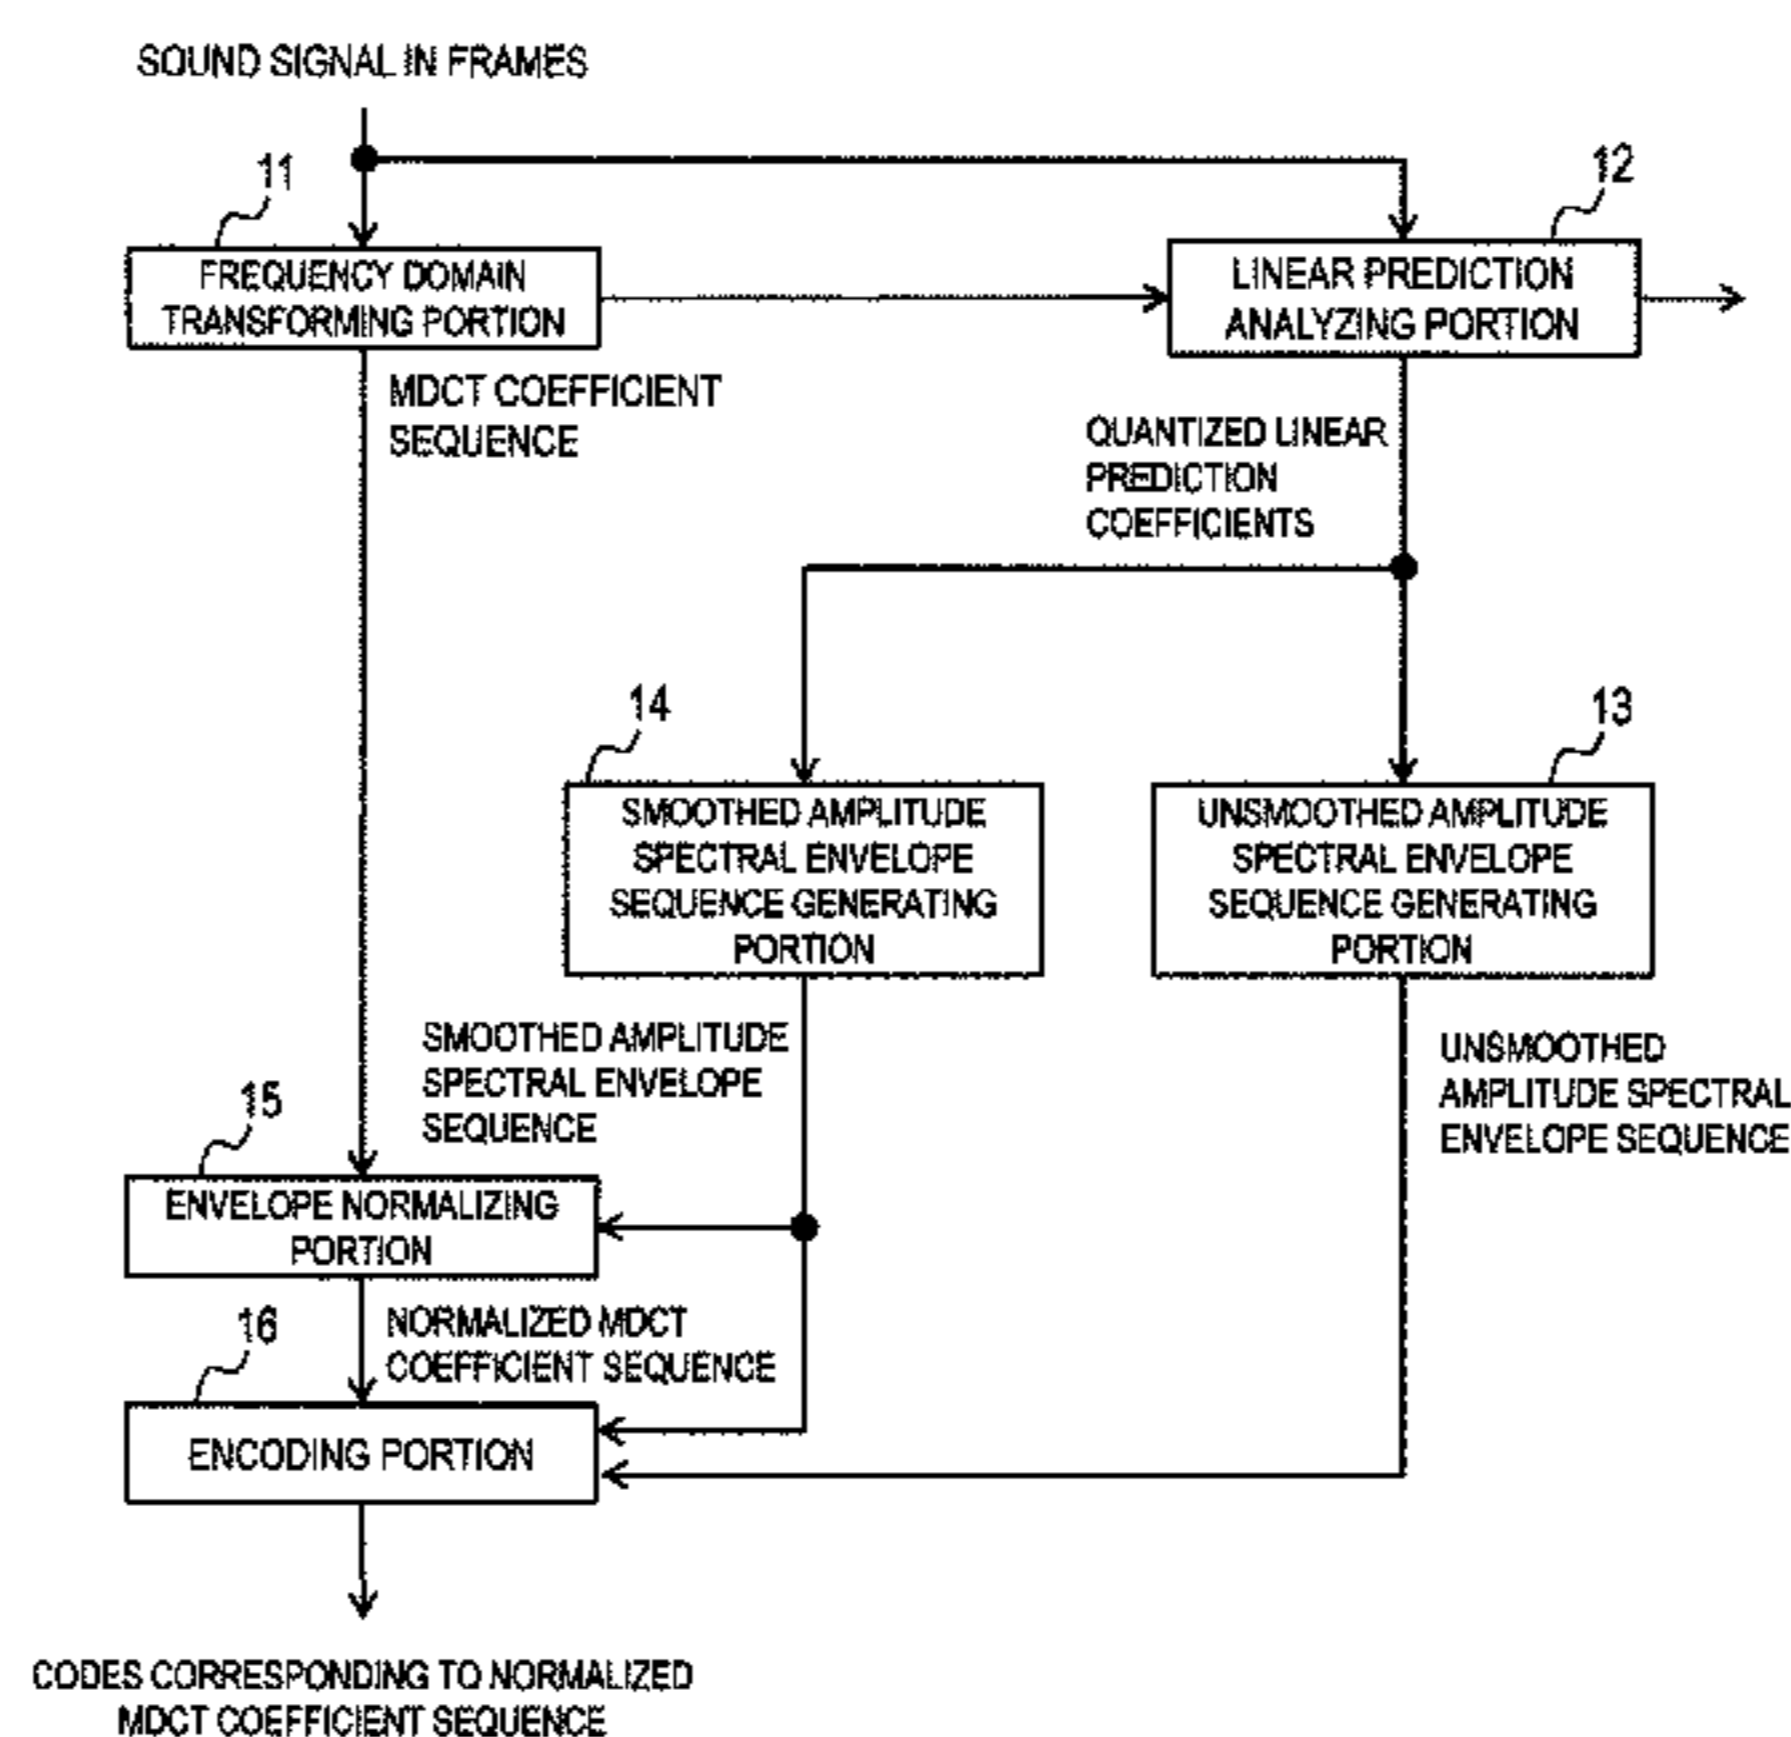 SOUND SIGNAL IN FRAMES
11
12
FREQUENCY DOMAIN
TRANSFORMING PORTION
LINEAR PREDICTION
ANALYZING PORTION
MDCT COEFFICIENT
SEQUENCE
QUANTIZED LINEAR
PREDICTION
COEFFICIENTS
14
13
SMOOTHED AMPLITUDE
SPECTRAL ENVELOPE
SEQUENCE GENERATING
PORTION
UNSMOOTHED AMPLITUDE
SPECTRAL ENVELOPE
SEQUENCE GENERATING
PORTION
SMOOTHED AMPLITUDE
SPECTRAL ENVELOPE
SEQUENCE
UNSMOOTHED
AMPLITUDE SPECTRAL
ENVELOPE SEQUENCE
15
ENVELOPE NORMALIZING
PORTION
16
NORMALIZED MDCT
COEFFICIENT SEQUENCE
ENCODING PORTION
CODES CORRESPONDING TO NORMALIZED
MDCT COEFFICIENT SEQUENCE